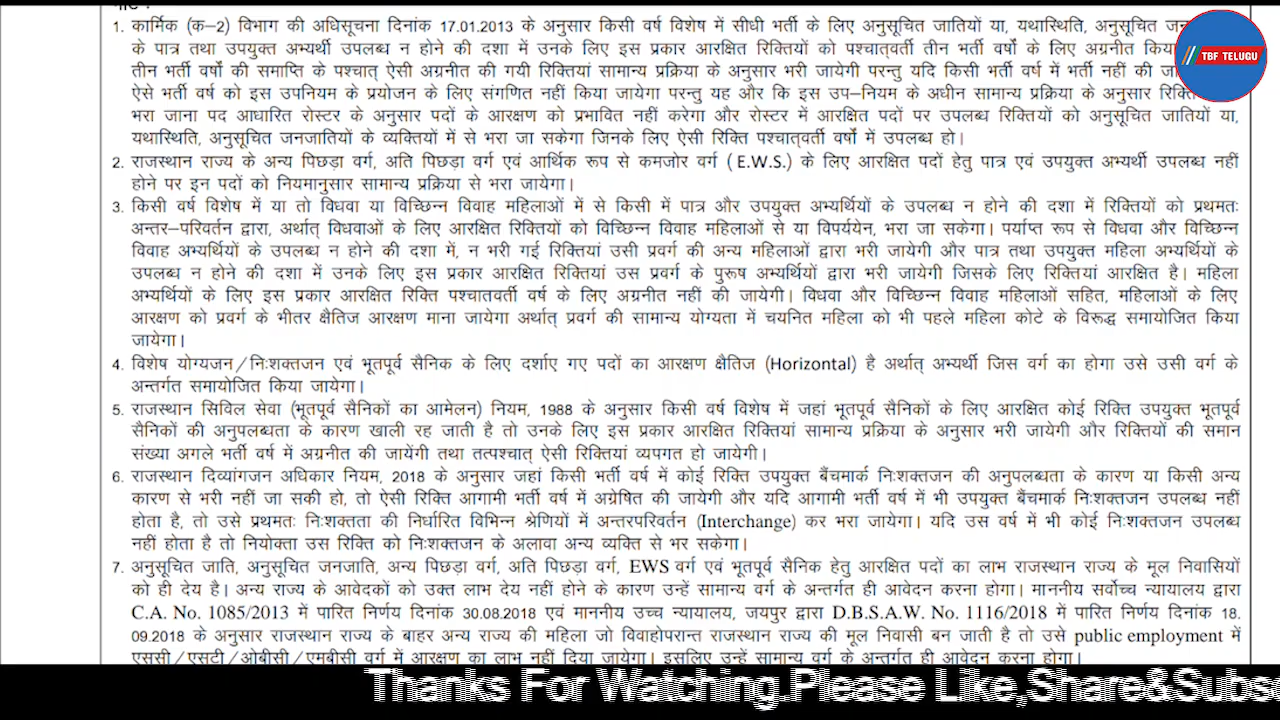 1. कार्मिक (क–2) विभाग की अधिसूचना दिनांक 17.01.2013 के अनुसार किसी वर्ष विशेष में सीधी भर्ती के लिए अनुसूचित जातियों या, यथास्थिति, अनुसूचित
के पात्र तथा उपयुक्त अभ्यर्थी उपलब्ध न होने की दशा में उनके लिए इस प्रकार आरक्षित रिक्तियों को पश्चात्वर्ती तीन भर्ती वर्षों के लिए अग्रनीत
तीन भर्ती वर्षों की समाप्ति के पश्चात् ऐसी अग्रनीत की गयी रिक्तियां सामान्य प्रक्रिया के अनुसार भरी जायेगी परन्तु यदि किसी भर्ती वर्ष में भर्ती नहीं की
TBF TELUGU
ऐसे भर्ती वर्ष को इस उपनियम के प्रयोजन के लिए संगणित नहीं किया जायेगा परन्तु यह और कि इस उप–नियम के अधीन सामान्य प्रक्रिया के अनुसार
भरा जाना पद आधारित रोस्टर के अनुसार पदों के आरक्षण को प्रभावित नहीं करेगा और रोस्टर में आरक्षित पदों पर उपलब्ध रिक्तियों को अनुसूचित जातियों या,
यथास्थिति, अनुसूचित जनजातियों के व्यक्तियों में से भरा जा सकेगा जिनके लिए ऐसी रिक्ति पश्चात्वर्ती वर्षों में उपलब्ध हो।
2. राजस्थान राज्य के अन्य पिछड़ा वर्ग, अति पिछड़ा वर्ग एवं आर्थिक रूप से कमजोर वर्ग ( E.W.S.) के लिए आरक्षित पदों हेतु पात्र एवं उपयुक्त अभ्यर्थी उपलब्ध नहीं
होने पर इन पदों को नियमानुसार सामान्य प्रक्रिया से भरा जायेगा।
3. किसी वर्ष विशेष में या तो विधवा या विच्छिन्न विवाह महिलाओं में से किसी में पात्र और उपयुक्त अभ्यर्थियों के उपलब्ध न होने की दशा में रिक्तियों को प्रथमतः
अन्तर–परिवर्तन द्वारा, अर्थात् विधवाओं के लिए आरक्षित रिक्तियों को विच्छिन्न विवाह महिलाओं से या विपर्ययेन, भरा जा सकेगा। पर्याप्त रूप से विधवा और विच्छिन्न
विवाह अभ्यर्थियों के उपलब्ध न होने की दशा में, न भरी गई रिक्तियां उसी प्रवर्ग की अन्य महिलाओं द्वारा भरी जायेगी और पात्र तथा उपयुक्त महिला अभ्यर्थियों के
उपलब्ध न होने की दशा में उनके लिए इस प्रकार आरक्षित रिक्तियां उस प्रवर्ग के पुरूष अभ्यर्थियों द्वारा भरी जायेगी जिसके लिए रिक्तियां आरक्षित है। महिला
अभ्यर्थियों के लिए इस प्रकार आरक्षित रिक्ति पश्चातवर्ती वर्ष के लिए अग्रनीत नहीं की जायेगी। विधवा और विच्छिन्न विवाह महिलाओं सहित, महिलाओं के लिए
आरक्षण को प्रवर्ग के भीतर क्षैतिज आरक्षण माना जायेगा अर्थात् प्रवर्ग की सामान्य योग्यता में चयनित महिला को भी पहले महिला कोटे के विरूद्ध समायोजित किया
जायेगा।
4. विशेष योग्यजन/निःशक्तजन एवं भूतपूर्व सैनिक के लिए दर्शाए गए पदों का आरक्षण क्षैतिज (Horizontal) है अर्थात् अभ्यर्थी जिस वर्ग का होगा उसे उसी वर्ग के
अन्तर्गत समायोजित किया जायेगा।
5. राजस्थान सिविल सेवा (भूतपूर्व सैनिकों का आमेलन) नियम, 1988 के अनुसार किसी वर्ष विशेष में जहां भूतपूर्व सैनिकों के लिए आरक्षित कोई रिक्ति उपयुक्त भूतपूर्व
सैनिकों की अनुपलब्धता के कारण खाली रह जाती है तो उनके लिए इस प्रकार आरक्षित रिक्तियां सामान्य प्रक्रिया के अनुसार भरी जायेगी और रिक्तियों की समान
संख्या अगले भर्ती वर्ष में अग्रनीत की जायेंगी तथा तत्पश्चात् ऐसी रिक्तियां व्यपगत हो जायेगी।
6. राजस्थान दिव्यांगजन अधिकार नियम, 2018 के अनुसार जहां किसी भर्ती वर्ष में कोई रिक्ति उपयुक्त बैंचमार्क निःशक्तजन की अनुपलब्धता के कारण या किसी अन्य
कारण से भरी नहीं जा सकी हो, तो ऐसी रिक्ति आगामी भर्ती वर्ष में अग्रेषित की जायेगी और यदि आगामी भर्ती वर्ष में भी उपयुक्त बैंचमार्क निःशक्तजन उपलब्ध नहीं
होता है, तो उसे प्रथमतः निःशक्तता की निर्धारित विभिन्न श्रेणियों में अन्तरपरिवर्तन (Interchange) कर भरा जायेगा। यदि उस वर्ष में भी कोई निःशक्तजन उपलब्ध
नहीं होता है तो नियोक्ता उस रिक्ति को निःशक्तजन के अलावा अन्य व्यक्ति से भर सकेगा।
7. अनुसूचित जाति, अनुसूचित जनजाति, अन्य पिछड़ा वर्ग, अति पिछड़ा वर्ग, EWS वर्ग एवं भूतपूर्व सैनिक हेतु आरक्षित पदों का लाभ राजस्थान राज्य के मूल निवासियों
को ही देय है। अन्य राज्य के आवेदकों को उक्त लाभ देय नहीं होने के कारण उन्हें सामान्य वर्ग के अन्तर्गत ही आवेदन करना होगा। माननीय सर्वोच्च न्यायालय द्वारा
C.A. No. 1085/2013 में पारित निर्णय दिनांक 30.08.2018 एवं माननीय उच्च न्यायालय, जयपुर द्वारा D.B.S.A.W. No. 1116/2018 में पारित निर्णय दिनांक 18.
09.2018 के अनुसार राजस्थान राज्य के बाहर अन्य राज्य की महिला जो विवाहोपरान्त राजस्थान राज्य की मूल निवासी बन जाती है तो उसे public employment में
एससी/एसटी/ओबीसी/एमबीसी वर्ग में आरक्षण का लाभ नहीं दिया जायेगा। इसलिए उन्हें सामान्य वर्ग के अन्तर्गत ही आवेदन करना होगा।
Thanks For Watching.Please Like,Share&Subs